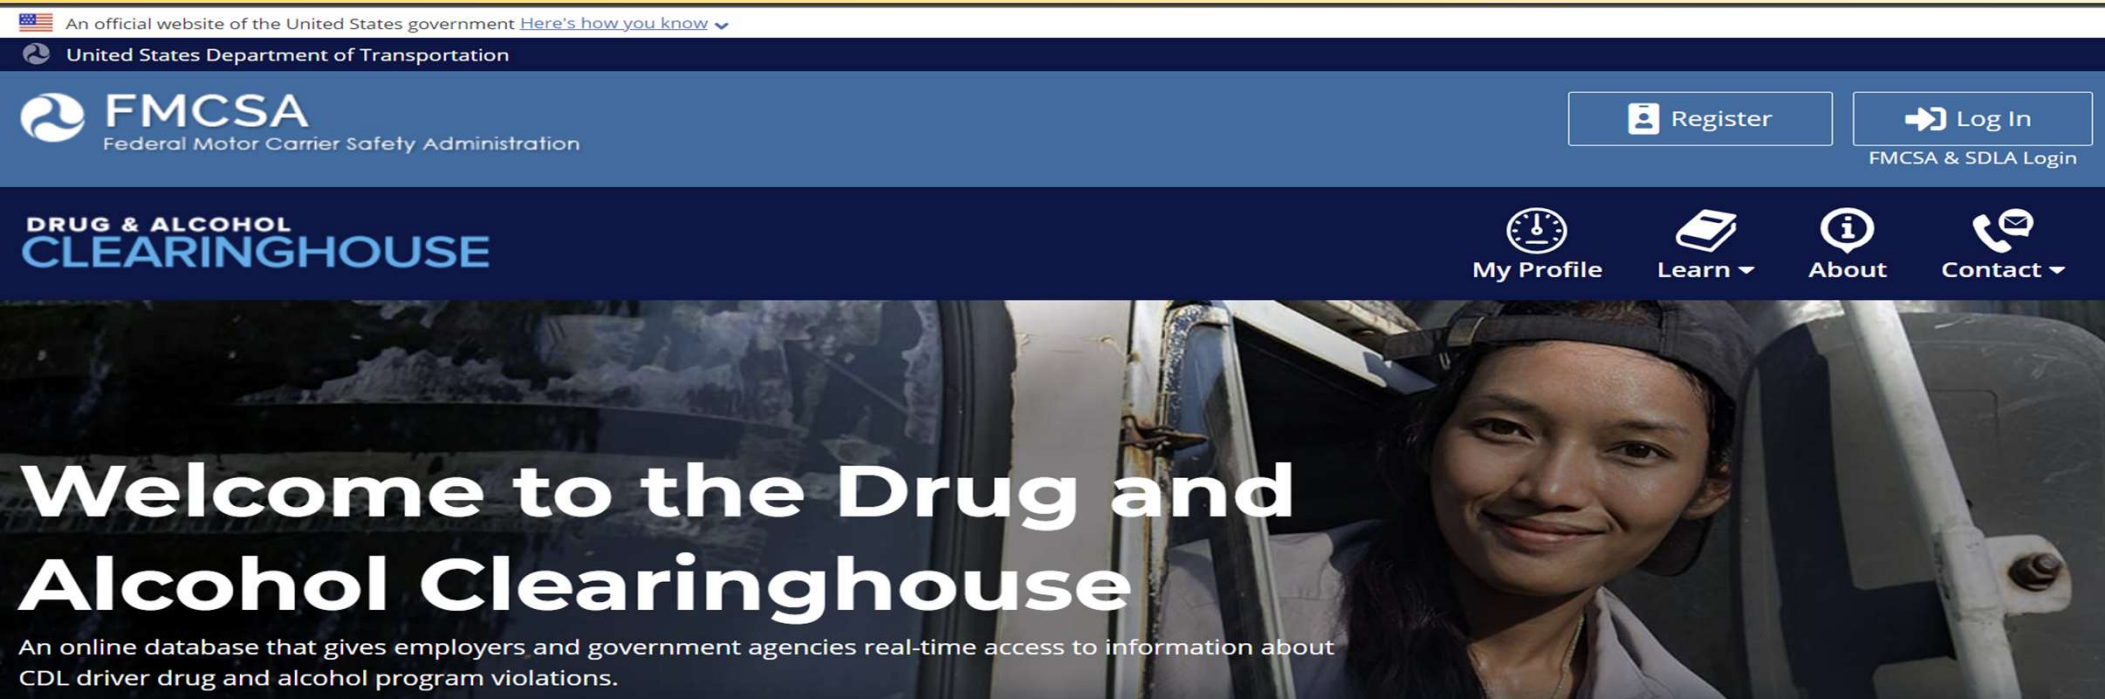 An official website of the United States government Here's how you know
United States Department of Transportation
FMCSA
Federal Motor Carrier Safety Administration
Register
Log In
FMCSA & SDLA Login
DRUG & ALCOHOL
CLEARINGHOUSE
My Profile
Learn
About
Contact
Welcome to the Drug and
Alcohol Clearinghouse
An online database that gives employers and government agencies real-time access to information about
CDL driver drug and alcohol program violations.